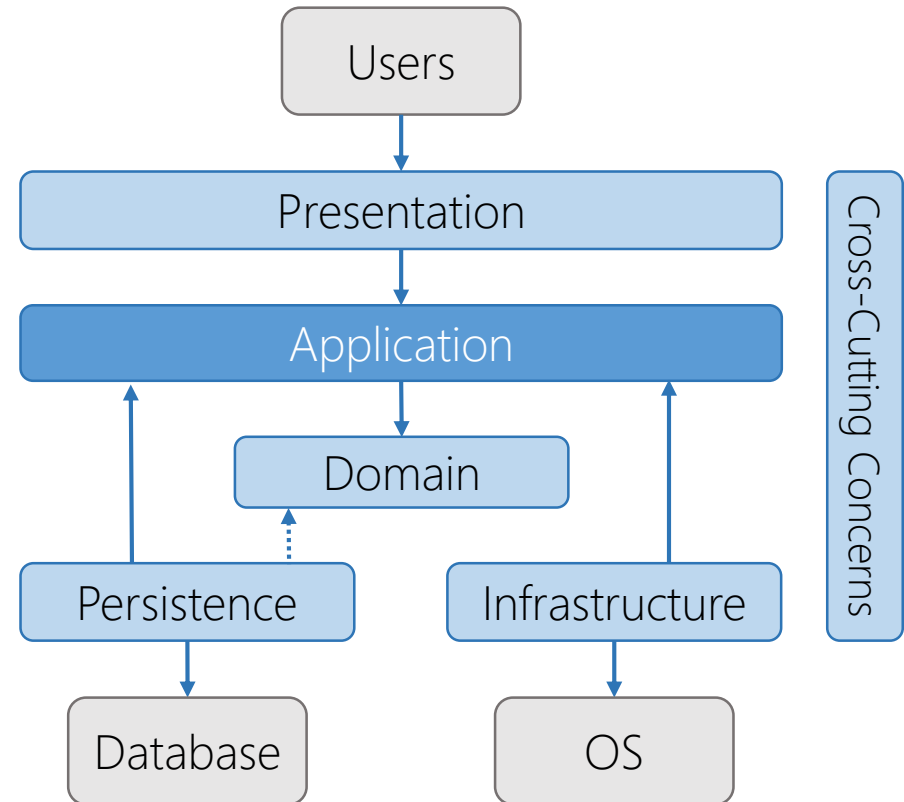 Users
Presentation
Application
Domain
Persistence
Infrastructure
Database
OS
Cross-Cutting Concerns